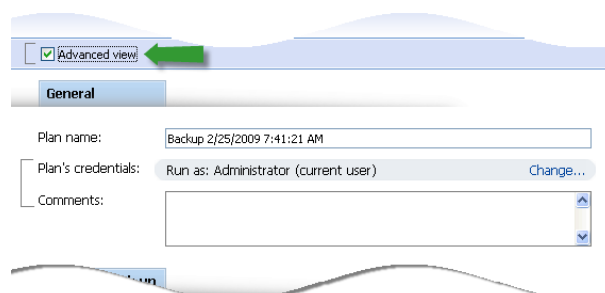 Advanced view
General
Plan name: Backup 2/25/2009 7:41:21 AM
Plan's credentials: Run as: Administrator (current user) Change...
Comments: